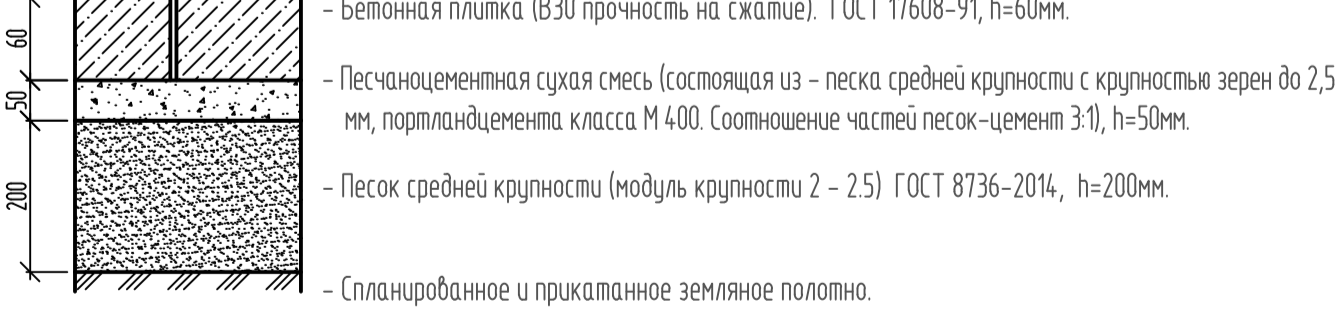 – Бетонная плитка (В30 прочность на сжатие). ГОСТ 17608-91, h=60мм.
60
– Песчаноцементная сухая смесь (состоящая из – песка средней крупности с крупностью зерен до 2,5
50
мм, портландцемента класса М 400. Соотношение частей песок-цемент 3:1), h=50мм.
200
– Песок средней крупности (модуль крупности 2 – 2.5) ГОСТ 8736-2014, h=200мм.
– Спланированное и прикатанное земляное полотно.